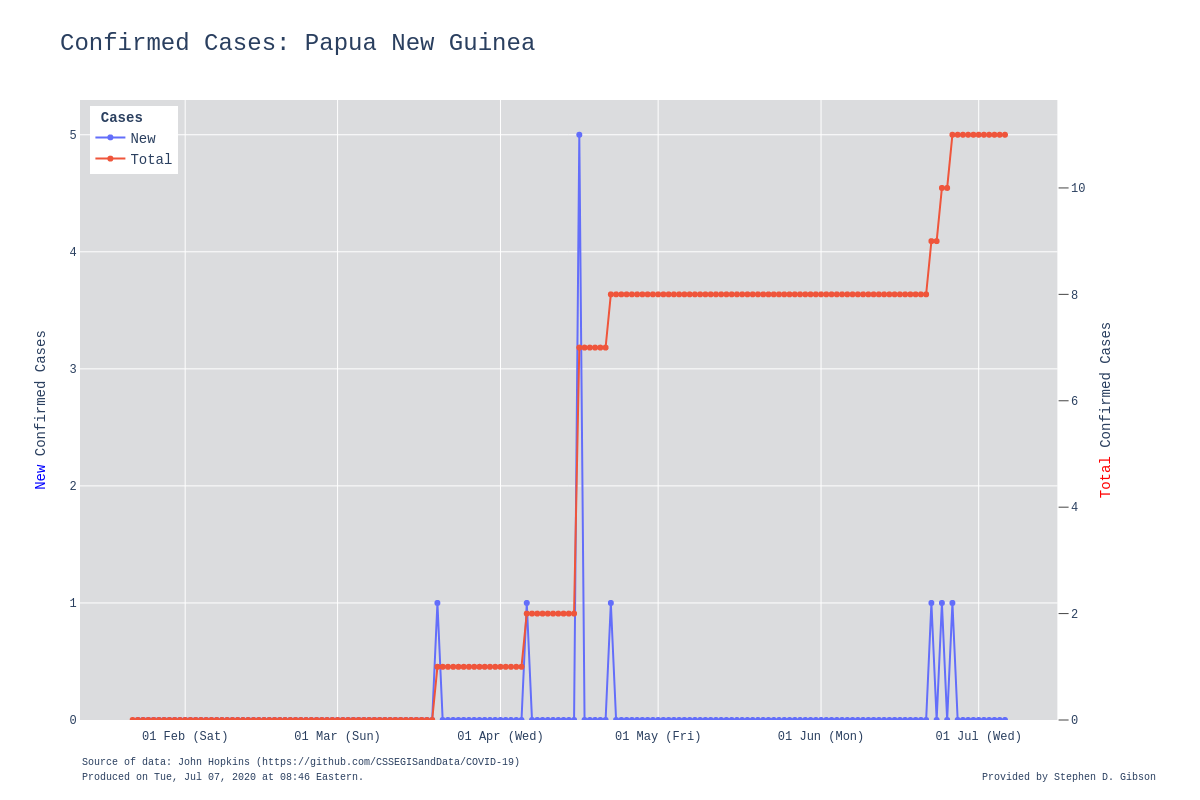 Confirmed Cases: Papua New Guinea
Cases
New
Total
5
4
3
2
1
0
New Confirmed Cases
10
8
6
4
2
0
Total Confirmed Cases
01 Feb (Sat)
01 Mar (Sun)
01 Apr (Wed)
01 May (Fri)
01 Jun (Mon)
01 Jul (Wed)
Source of data: John Hopkins (https://github.com/CSSEGISandData/COVID-19)
Produced on Tue, Jul 07, 2020 at 08:46 Eastern.
Provided by Stephen D. Gibson